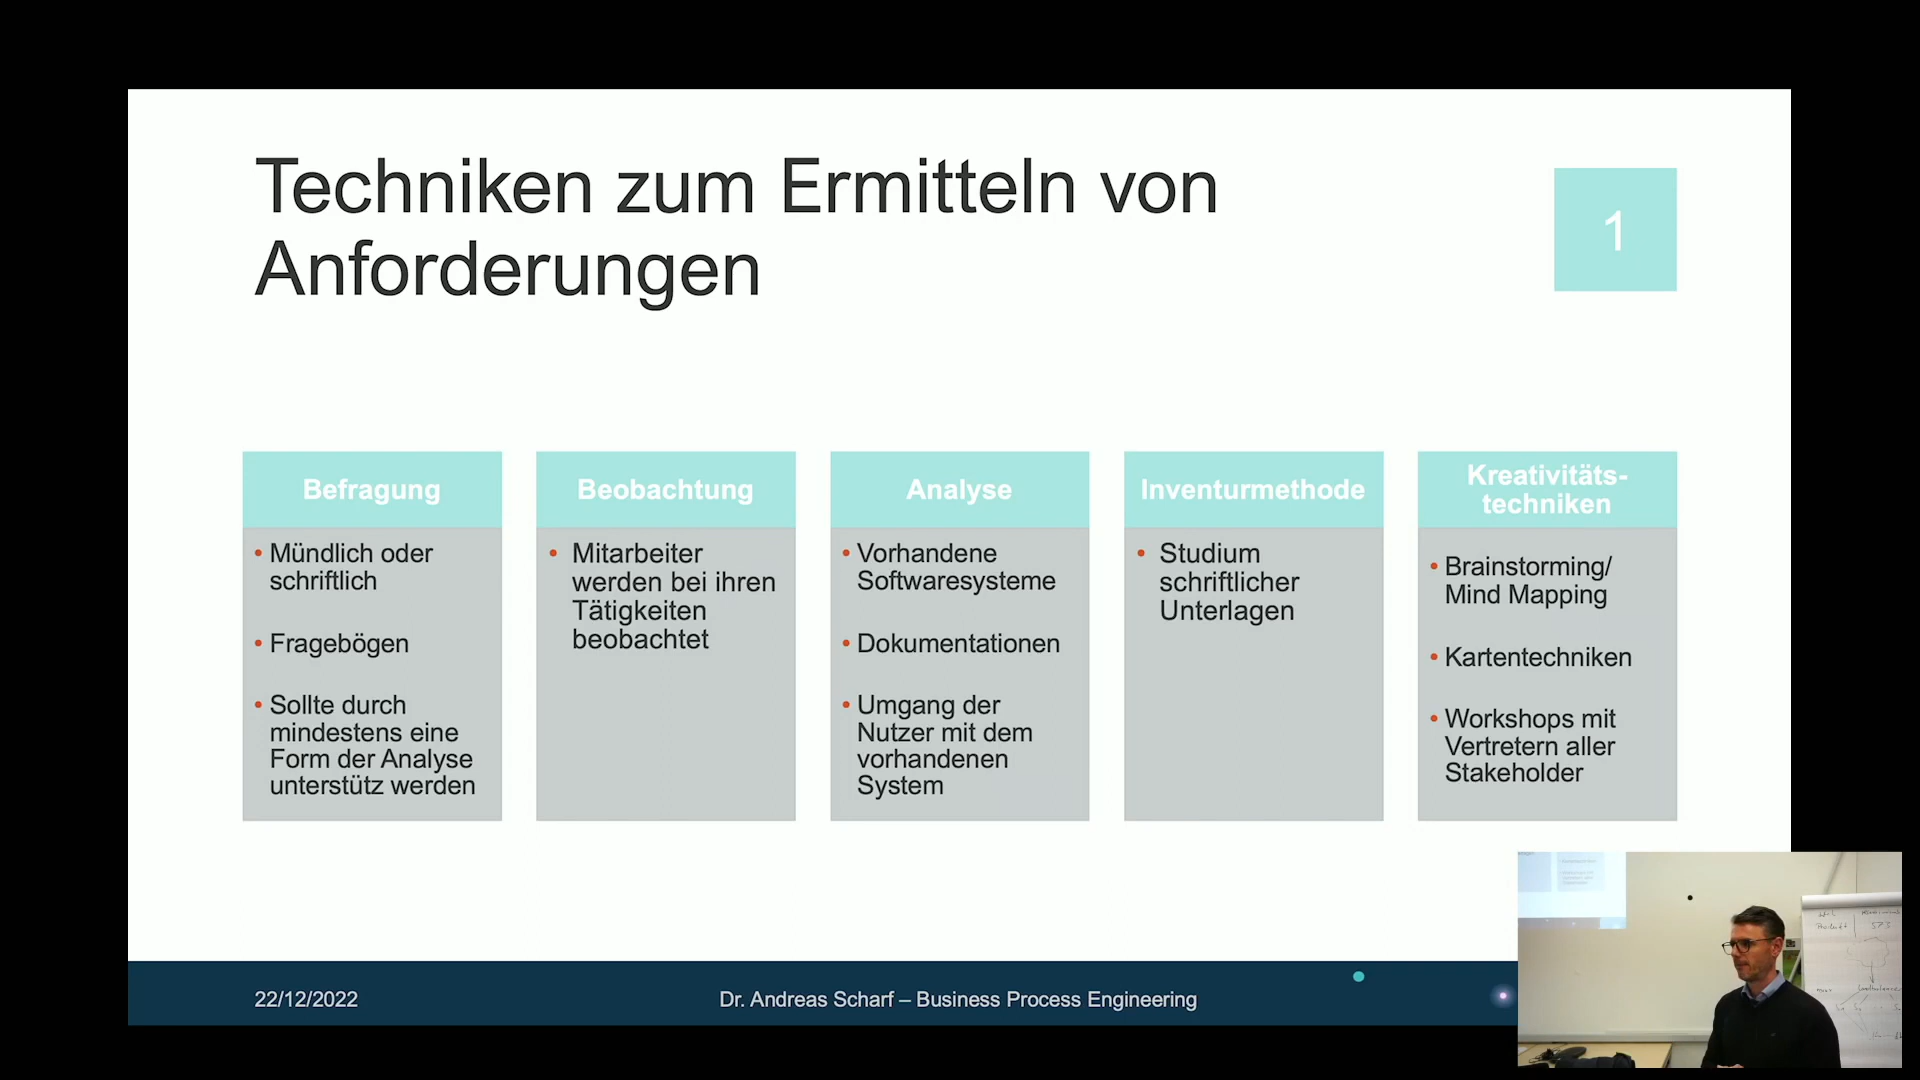 Techniken zum Ermitteln von
Anforderungen
1
Befragung
Mündlich oder
schriftlich
Fragebögen
Sollte durch
mindestens eine
Form der Analyse
unterstütz werden
Beobachtung
Mitarbeiter
werden bei ihren
Tätigkeiten
beobachtet
Analyse
Vorhandene
Softwaresysteme
Dokumentationen
Umgang der
Nutzer mit dem
vorhandenen
System
Inventurmethode
Studium
schriftlicher
Unterlagen
Kreativitäts-
techniken
Brainstorming/
Mind Mapping
Kartentechniken
Workshops mit
Vertretern aller
Stakeholder
22/12/2022
Dr. Andreas Scharf – Business Process Engineering